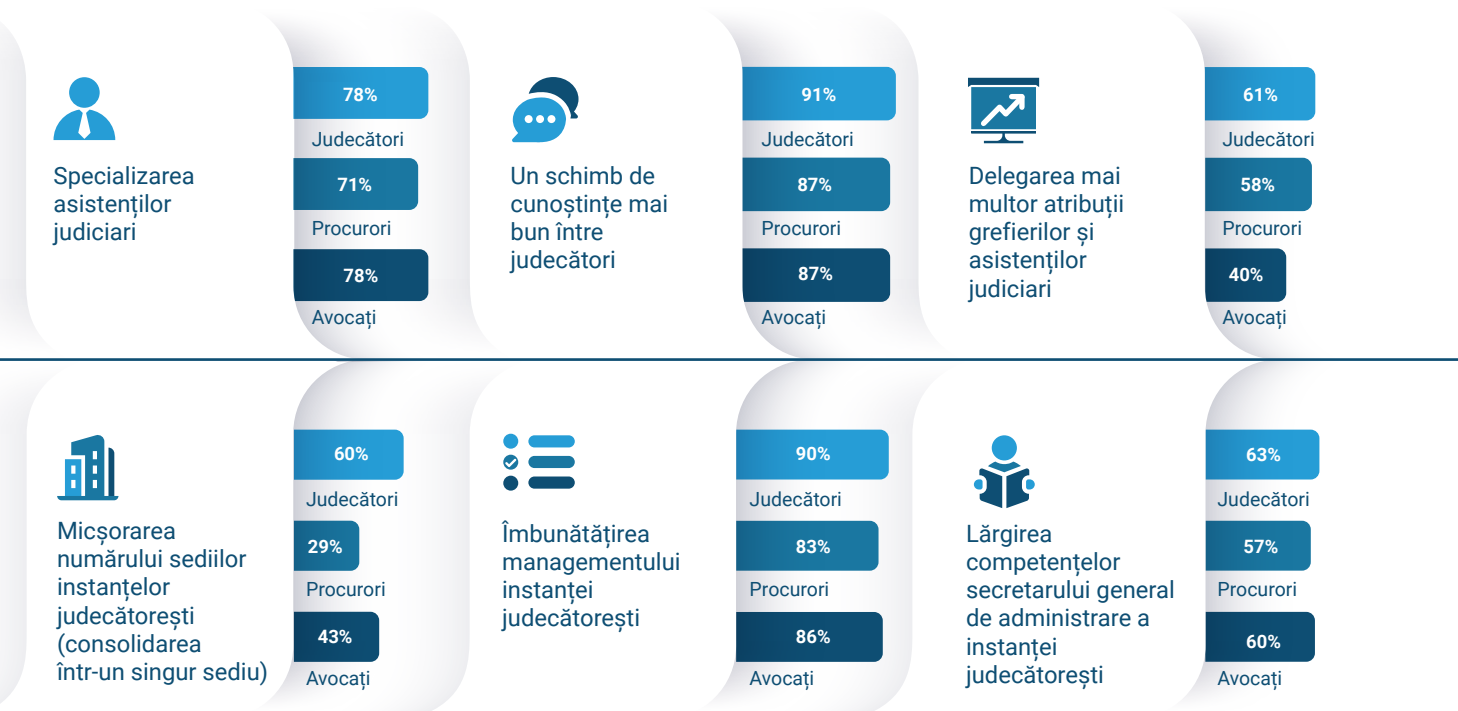 Specializarea
asistenților
judiciari
78%
Judecători
71%
Procurori
78%
Avocați
Un schimb de
cunoștințe mai
bun între
judecători
91%
Judecători
87%
Procurori
87%
Avocați
Delegarea mai
multor atribuții
grefierilor și
asistenților
judiciari
61%
Judecători
58%
Procurori
40%
Avocați
Micșorarea
numărului sediilor
instanțelor
judecătorești
(consolidarea
într-un singur sediu)
60%
Judecători
29%
Procurori
43%
Avocați
Îmbunătățirea
managementului
instanței
judecătorești
90%
Judecători
83%
Procurori
86%
Avocați
Lărgirea
competențelor
secretarului general
de administrare a
instanței
judecătorești
63%
Judecători
57%
Procurori
60%
Avocați